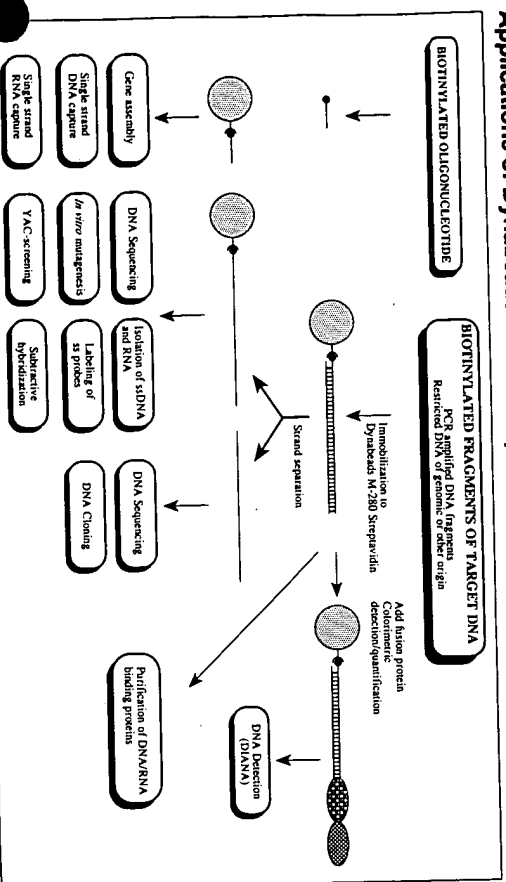 Applications of Dynabeads
BIOTINYLATED OLIGONUCLEOTIDE
BIOTINYLATED FRAGMENTS OF TARGET DNA
PCR amplified DNA fragments
Restricted DNA of genomic or other origin
Immobilization to
Dynabeads M-280 Streptavidin
Strand separation
Add fusion protein
Colorimetric
detection/quantification
Gene assembly
Single strand
DNA capture
Single strand
RNA capture
DNA Sequencing
In vitro mutagenesis
YAC-screening
Isolation of ssDNA
and RNA
Labeling of
ss probes
Subtractive
hybridization
DNA Sequencing
DNA Cloning
Purification of DNA/RNA
binding proteins
DNA Detection
(DIANA)